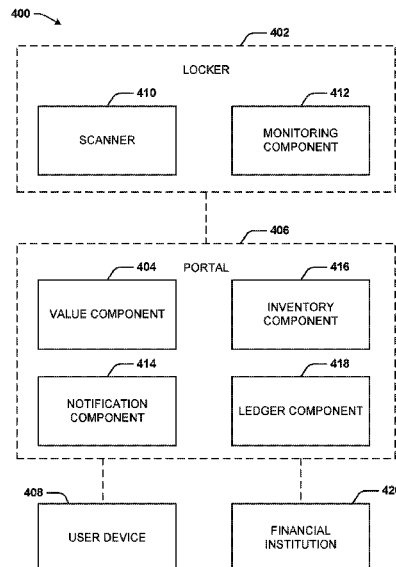 400
402
LOCKER
410
412
SCANNER
MONITORING
COMPONENT
406
PORTAL
404
416
VALUE COMPONENT
INVENTORY
COMPONENT
414
418
NOTIFICATION
COMPONENT
LEDGER COMPONENT
408
420
USER DEVICE
FINANCIAL
INSTITUTION